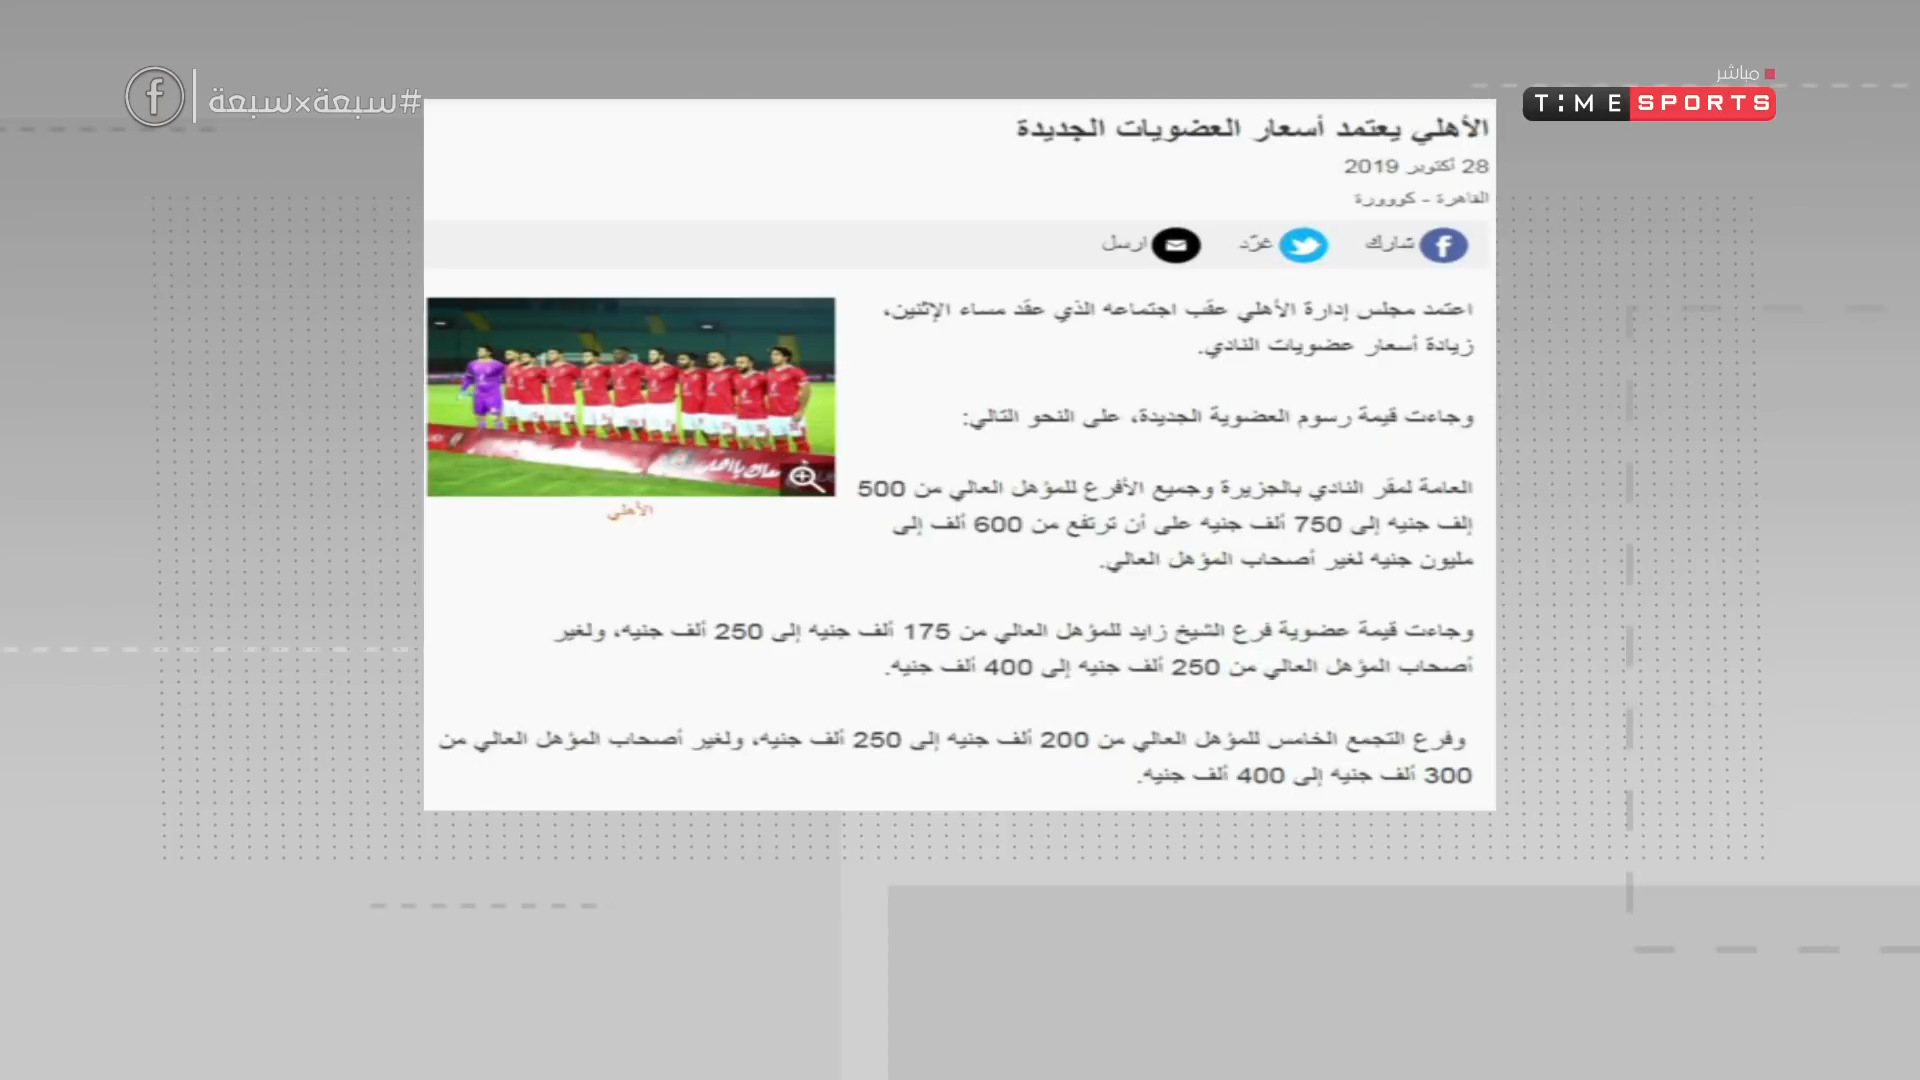 #سبعة×سبعة
مباشر
T:ME SPORTS
الأهلي يعتمد أسعار العضويات الجديدة
28 أكتوبر 2019
القاهرة - كووورة
شارك
غرّد
ارسل
اعتمد مجلس إدارة الأهلي عقب اجتماعه الذي عقد مساء الإثنين،
زيادة أسعار عضويات النادي.
وجاءت قيمة رسوم العضوية الجديدة، على النحو التالي:
العامة لمقر النادي بالجزيرة وجميع الأفرع للمؤهل العالي من 500
إلف جنيه إلى 750 ألف جنيه على أن ترتفع من 600 ألف إلى
مليون جنيه لغير أصحاب المؤهل العالي.
الأهلي
وجاءت قيمة عضوية فرع الشيخ زايد للمؤهل العالي من 175 ألف جنيه إلى 250 ألف جنيه، ولغير
أصحاب المؤهل العالي من 250 ألف جنيه إلى 400 ألف جنيه.
وفرع التجمع الخامس للمؤهل العالي من 200 ألف جنيه إلى 250 ألف جنيه، ولغير أصحاب المؤهل العالي من
300 ألف جنيه إلى 400 ألف جنيه.